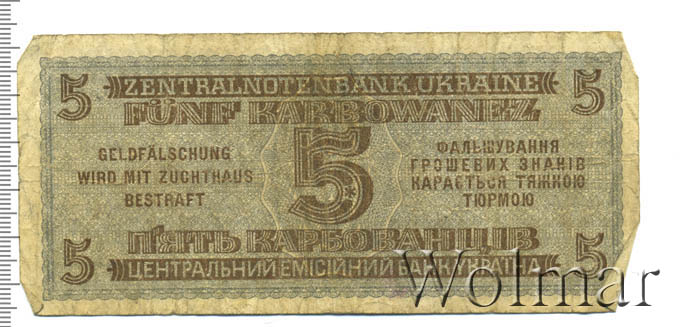 5 ZENTRALNOTENBANK UKRAINE 5
FÜNF KARBOWANEZ
GELDFÄLSCHUNG
WIRD MIT ZUCHTHAUS
BESTRAFT
5
ФАЛЬШУВАННЯ
ГРОШЕВИХ ЗНАКІВ
КАРАЄТЬСЯ ТЯЖКОЮ
ТЮРМОЮ
ПЯТЬ КАРБОВАНЦІВ
5 ЦЕНТРАЛЬНИЙ ЕМІСІЙНИЙ БАНК УКРАЇНА 5
Wolmar